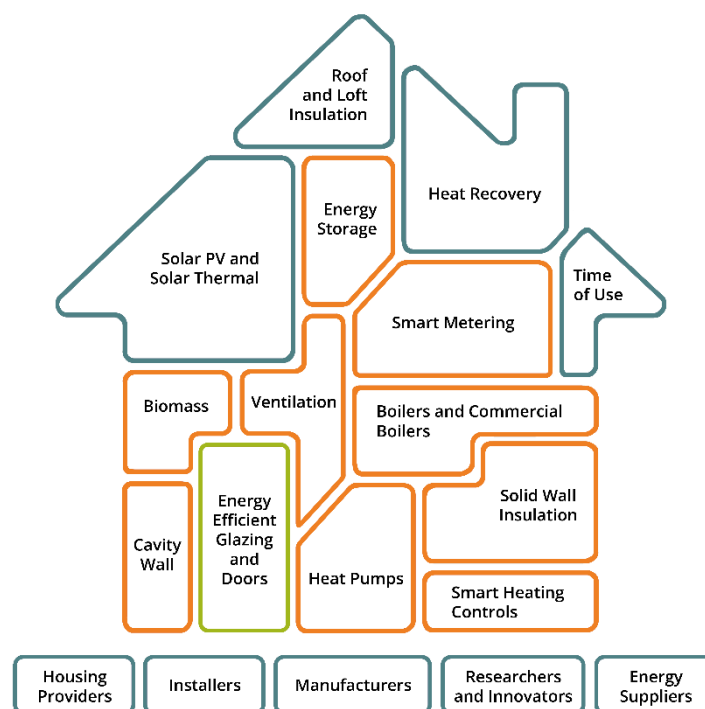 Roof
and Loft
Insulation
Heat Recovery
Energy
Storage
Solar PV and
Solar Thermal
Time
of Use
Smart Metering
Biomass
Ventilation
Boilers and Commercial
Boilers
Energy
Efficient
Glazing
and
Doors
Solid Wall
Insulation
Cavity
Wall
Heat Pumps
Smart Heating
Controls
Housing
Providers
Installers
Manufacturers
Researchers
and Innovators
Energy
Suppliers